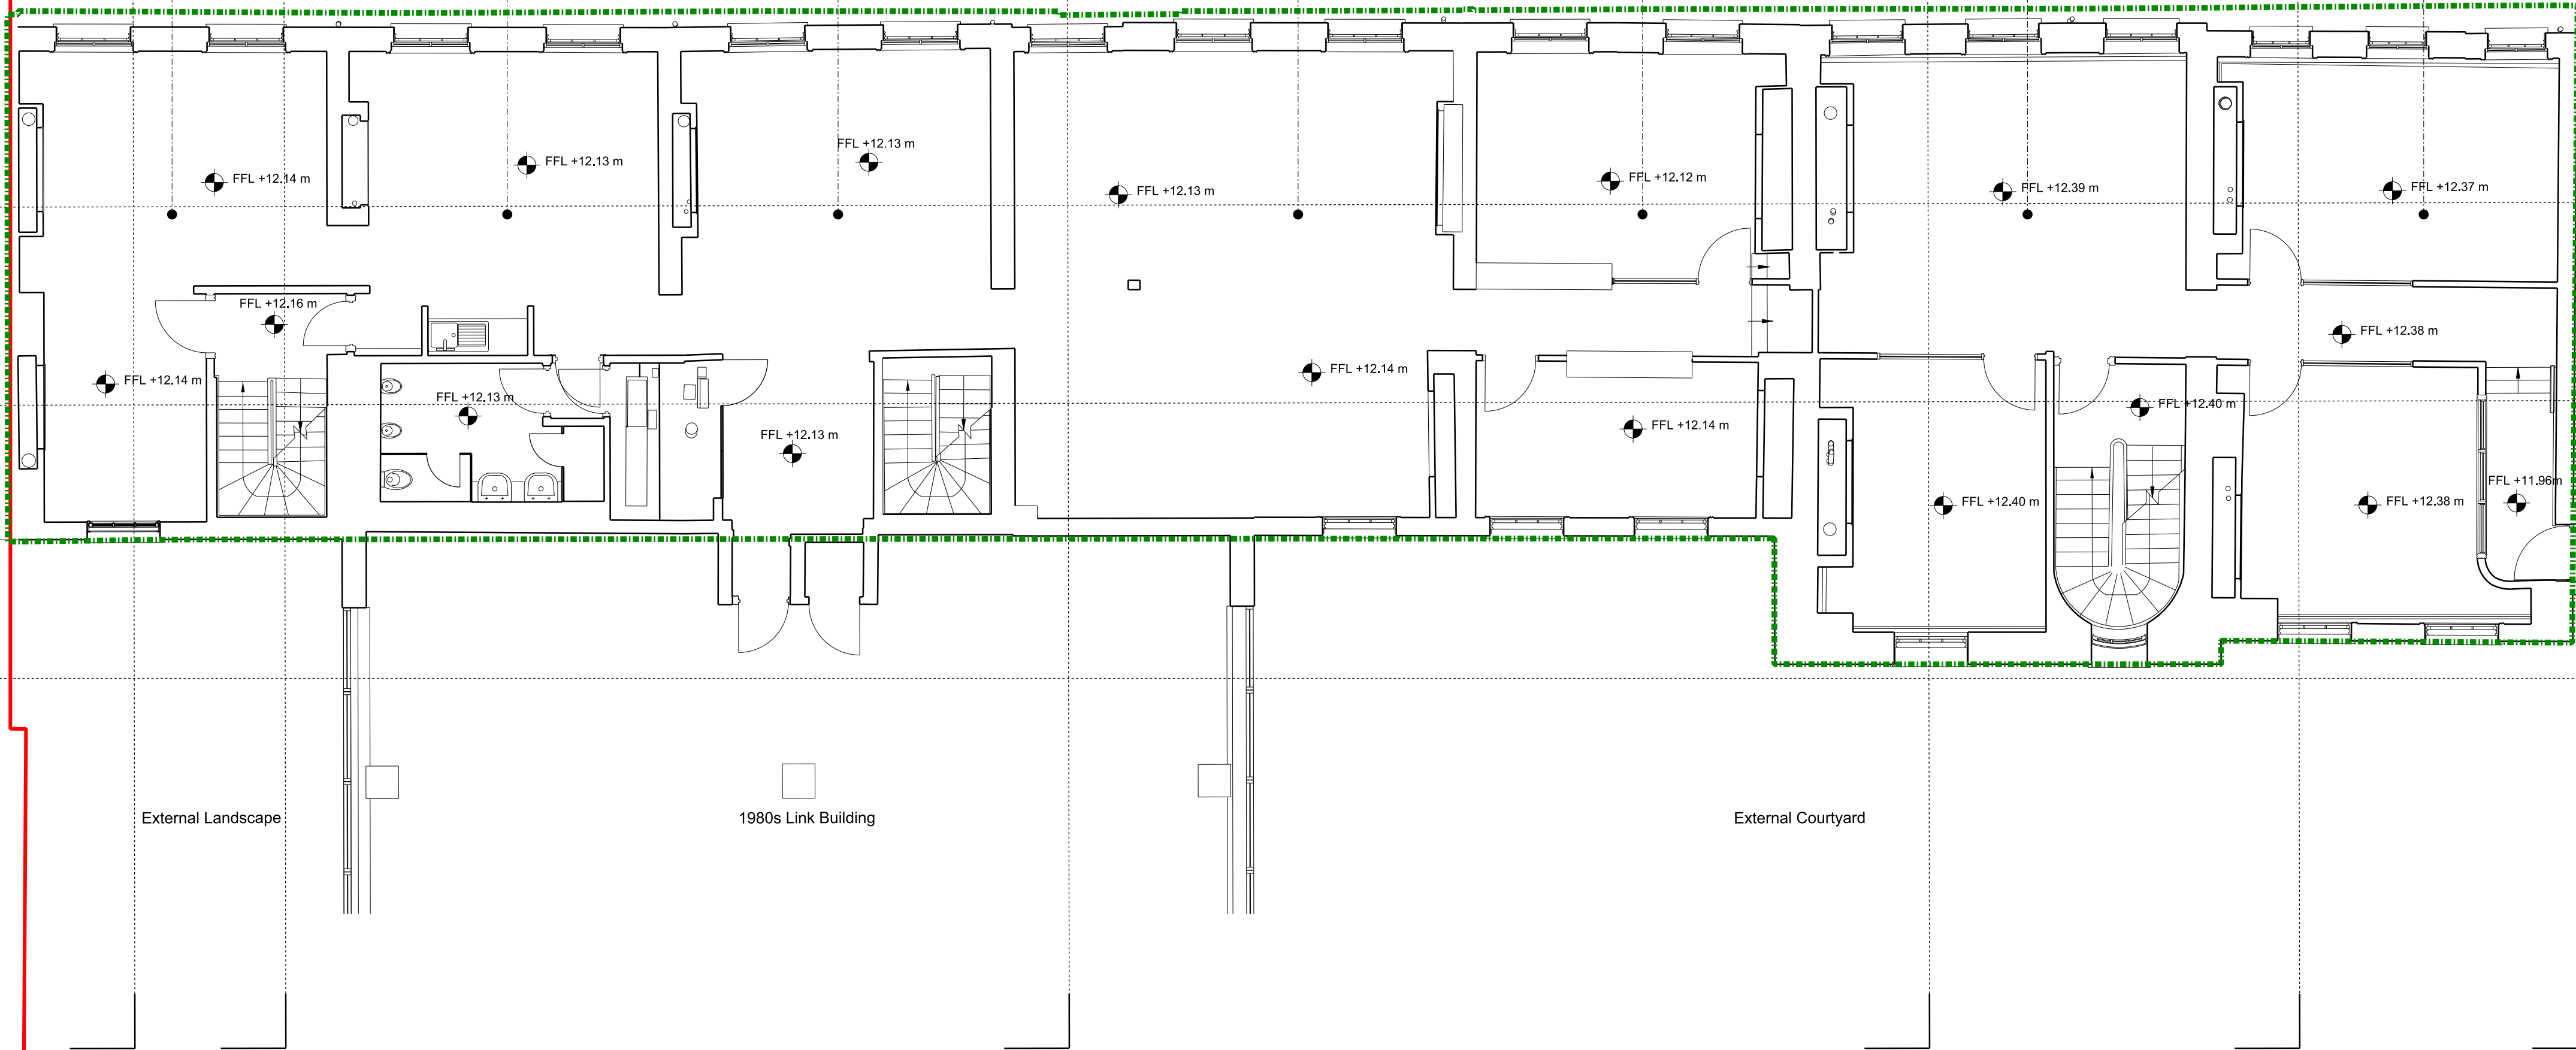 FFL +12.14 m
FFL +12.13 m
FFL +12.13 m
FFL +12.13 m
FFL +12.12 m
FFL +12.39 m
FFL +12.37 m
FFL +12.16 m
FFL +12.38 m
FFL +12.14 m
FFL +12.14 m
FFL +12.13 m
FFL +12.40 m
FFL +12.13 m
FFL +12.14 m
FFL +12.40 m
FFL +12.38 m
FFL +11.96m
External Landscape
1980s Link Building
External Courtyard